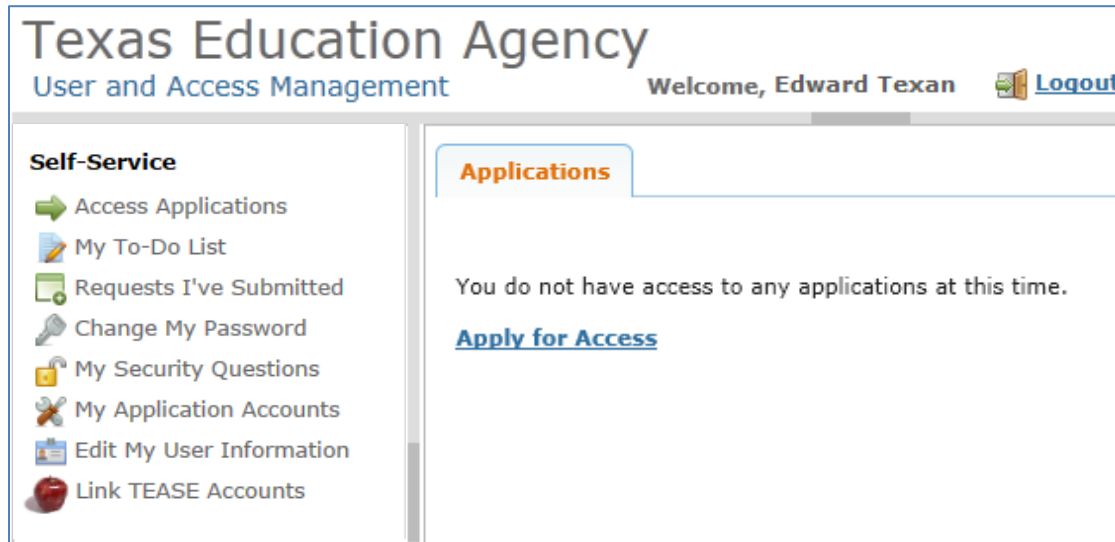 Texas Education Agency
User and Access Management
Welcome, Edward Texan
Logout
Self-Service
Access Applications
My To-Do List
Requests I've Submitted
Change My Password
My Security Questions
My Application Accounts
Edit My User Information
Link TEASE Accounts
Applications
You do not have access to any applications at this time.
Apply for Access